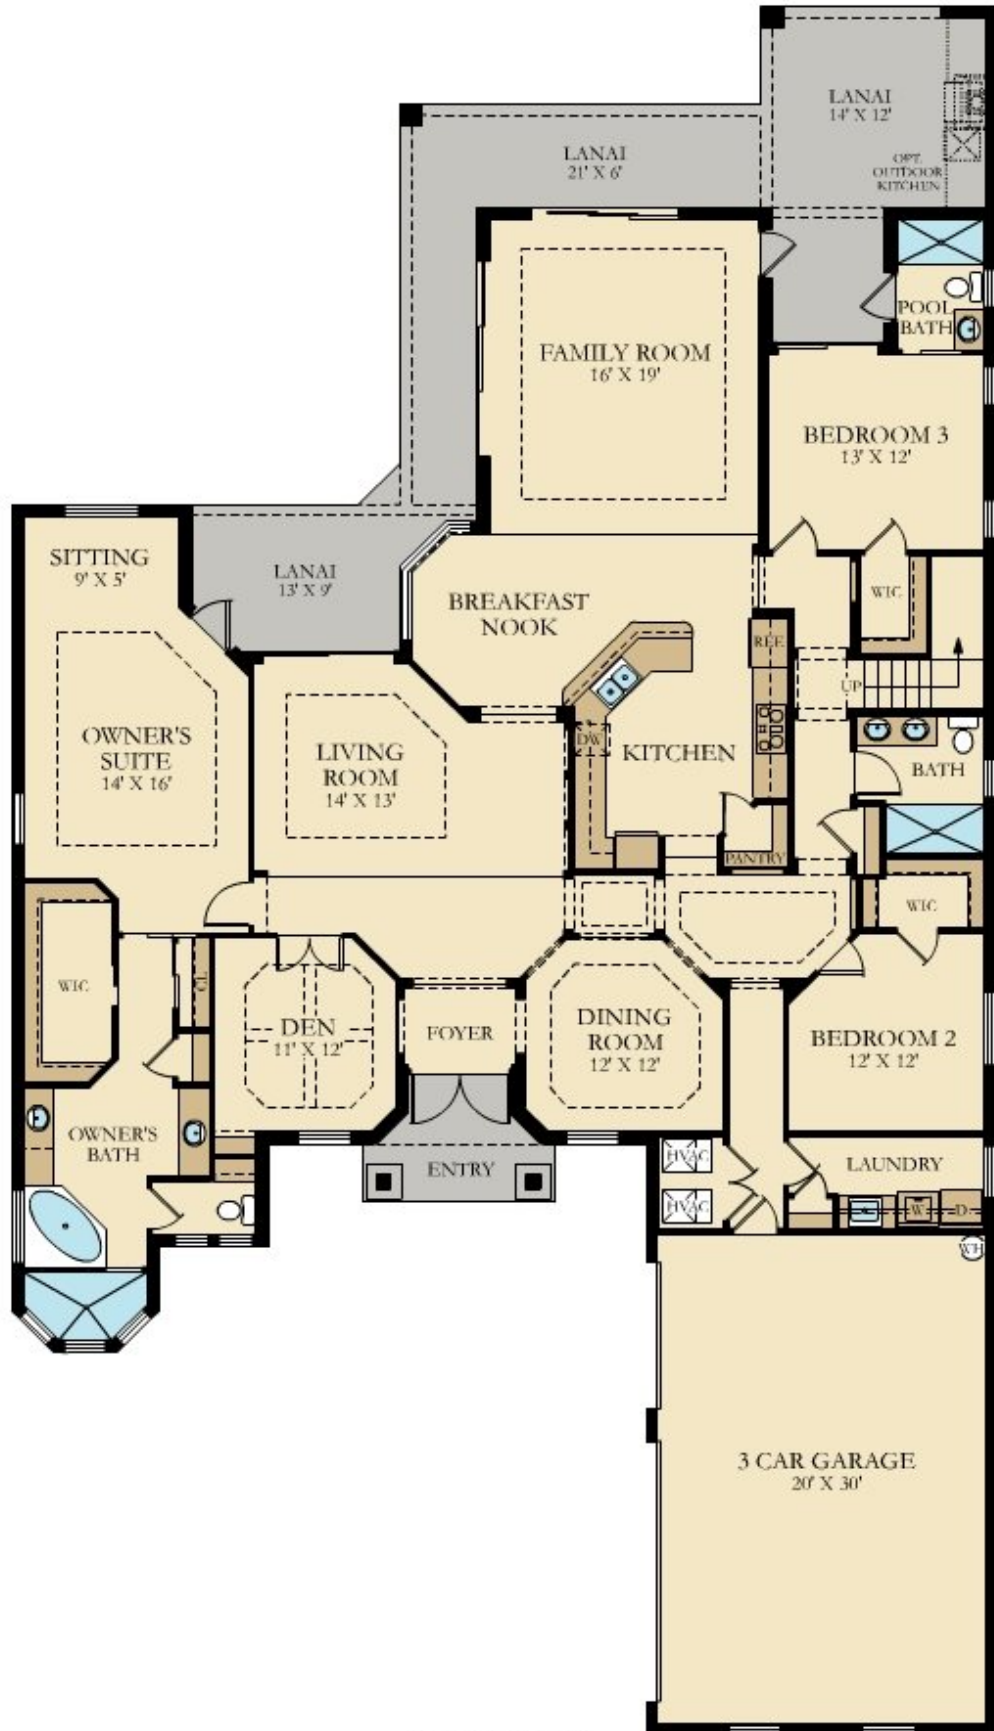 LANAI
14' X 12'
LANAI
21' X 6'
OPT.
OUTDOOR
KITCHEN
POOL
BATH
FAMILY ROOM
16' X 19'
BEDROOM 3
13' X 12'
SITTING
9' X 5'
LANAI
13' X 9'
BREAKFAST
NOOK
WIC
REF.
UP
OWNER'S
SUITE
14' X 16'
LIVING
ROOM
14' X 13'
DW
KITCHEN
BATH
PANTRY
WIC
WIC
CL
DEN
11' X 12'
FOYER
DINING
ROOM
12' X 12'
BEDROOM 2
12' X 12'
OWNER'S
BATH
ENTRY
HVAC
LAUNDRY
HVAC
W
D
WH
3 CAR GARAGE
20' X 30'